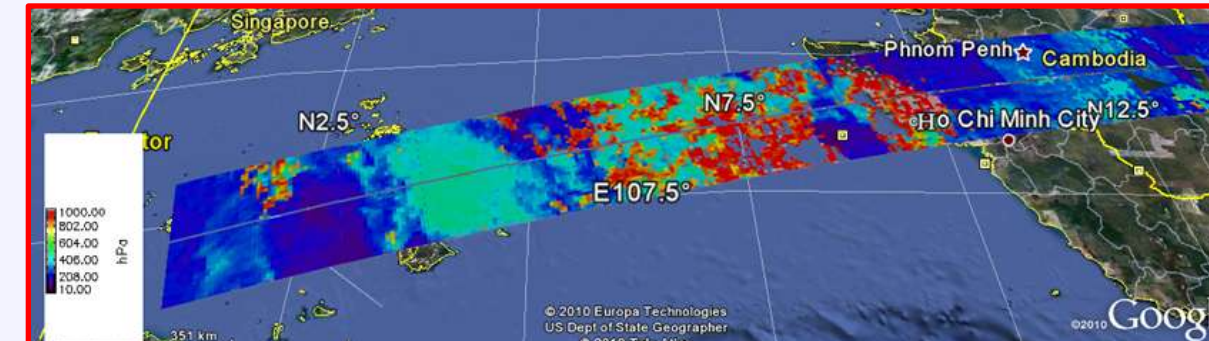 Singapore
Phnom Penh
Cambodia
N2.5°
N7.5°
N12.5°
Ho Chi Minh City
E107.5°
1000.00
802.00
604.00
406.00
208.00
10.00
hPa
351 km
© 2010 Europa Technologies
US Dept of State Geographer
©2010 Goog